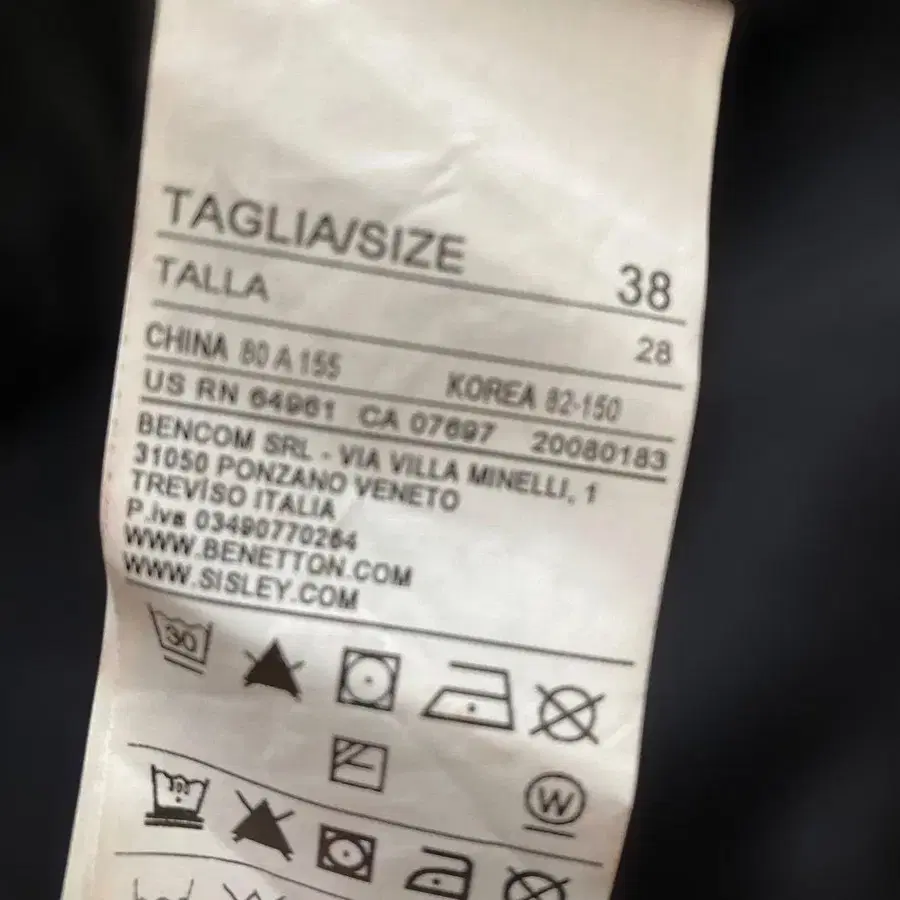 TAGLIA/SIZE 38
TALLA 28
CHINA 80 A 155 KOREA 82-150
US RN 64961 CA 07697 20080183
BENCOM SRL - VIA VILLA MINELLI, 1
31050 PONZANO VENETO
TREVISO ITALIA
P.iva 03490770264
WWW.BENETTON.COM
WWW.SISLEY.COM
30
W